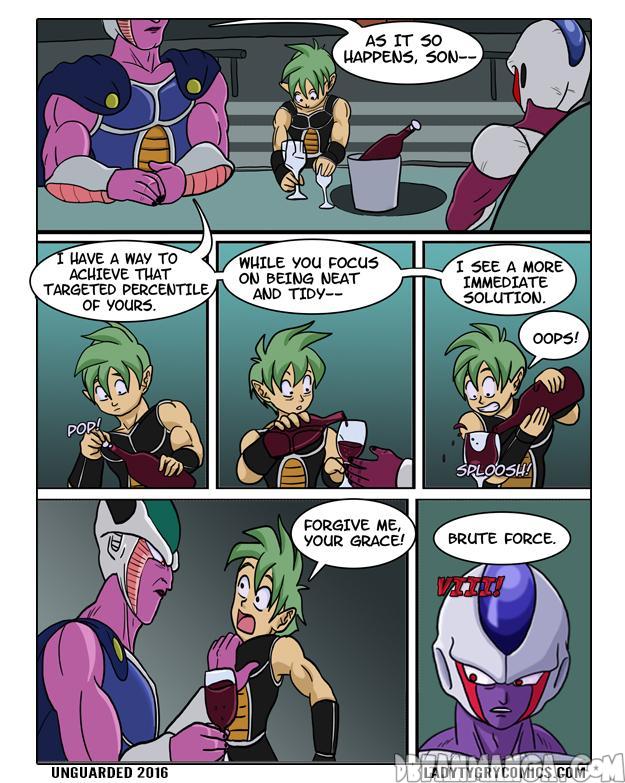 AS IT SO
HAPPENS, SON--
I HAVE A WAY TO
ACHIEVE THAT
TARGETED PERCENTILE
OF YOURS.
POP!
WHILE YOU FOCUS
ON BEING NEAT
AND TIDY--
I SEE A MORE
IMMEDIATE
SOLUTION.
OOPS!
SPLOOSH!
FORGIVE ME,
YOUR GRACE!
BRUTE FORCE.
VIII!
UNGUARDED 2016
LADYTYGRYCOMICS.COM
DBTANIMANGA.COM